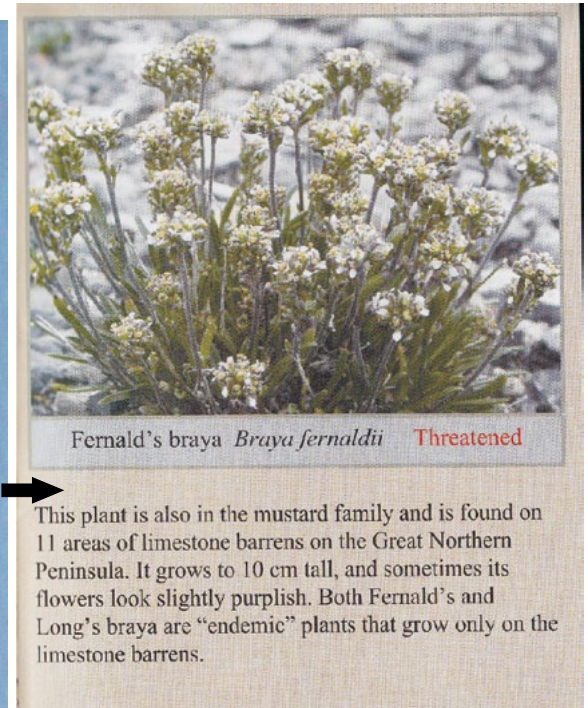 Fernald's braya Braya fernaldii Threatened
This plant is also in the mustard family and is found on
11 areas of limestone barrens on the Great Northern
Peninsula. It grows to 10 cm tall, and sometimes its
flowers look slightly purplish. Both Fernald's and
Long's braya are “endemic” plants that grow only on the
limestone barrens.